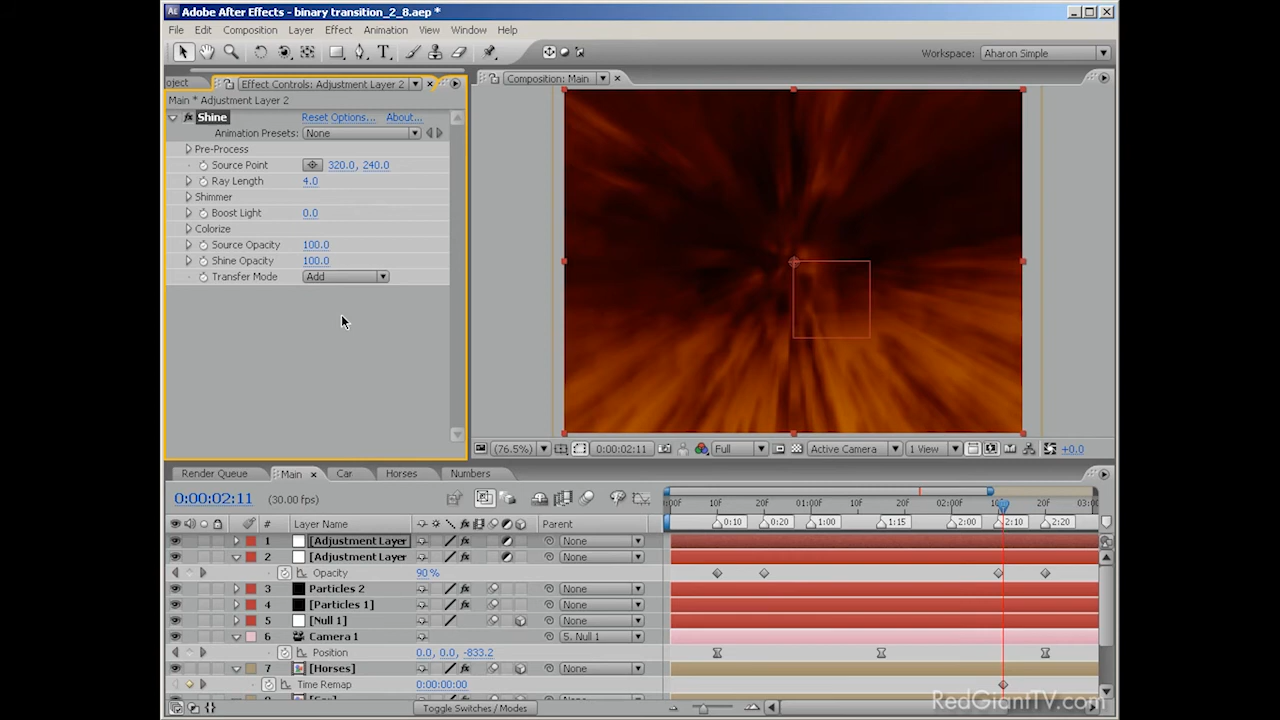 Adobe After Effects - binary transition_2_8.aep *
File Edit Composition Layer Effect Animation View Window Help
Workspace: Aharon Simple
oject Effect Controls: Adjustment Layer 2
Composition: Main
Main * Adjustment Layer 2
Shine Reset Options... About...
Animation Presets: None
Pre-Process
Source Point 320.0, 240.0
Ray Length 4.0
Shimmer
Boost Light 0.0
Colorize
Source Opacity 100.0
Shine Opacity 100.0
Transfer Mode Add
(76.5%) 0:00:02:11 Full Active Camera 1 View +0.0
Render Queue Main Car Horses Numbers
0:00:02:11 (30.00 fps)
:00F 10F 20F 01:00F 10F 20F 02:00F 20F 03:00
# Layer Name Parent
0:10 0:20 1:00 1:15 2:00 2:10 2:20
1 [Adjustment Layer None
2 [Adjustment Layer None
Opacity 90 %
3 Particles 2 None
4 [Particles 1] None
5 [Null 1] None
6 Camera 1 5. Null 1
Position 0.0, 0.0, -833.2
7 [Horses] None
Time Remap 0:00:00:00
Toggle Switches / Modes
RedGiantTV.com